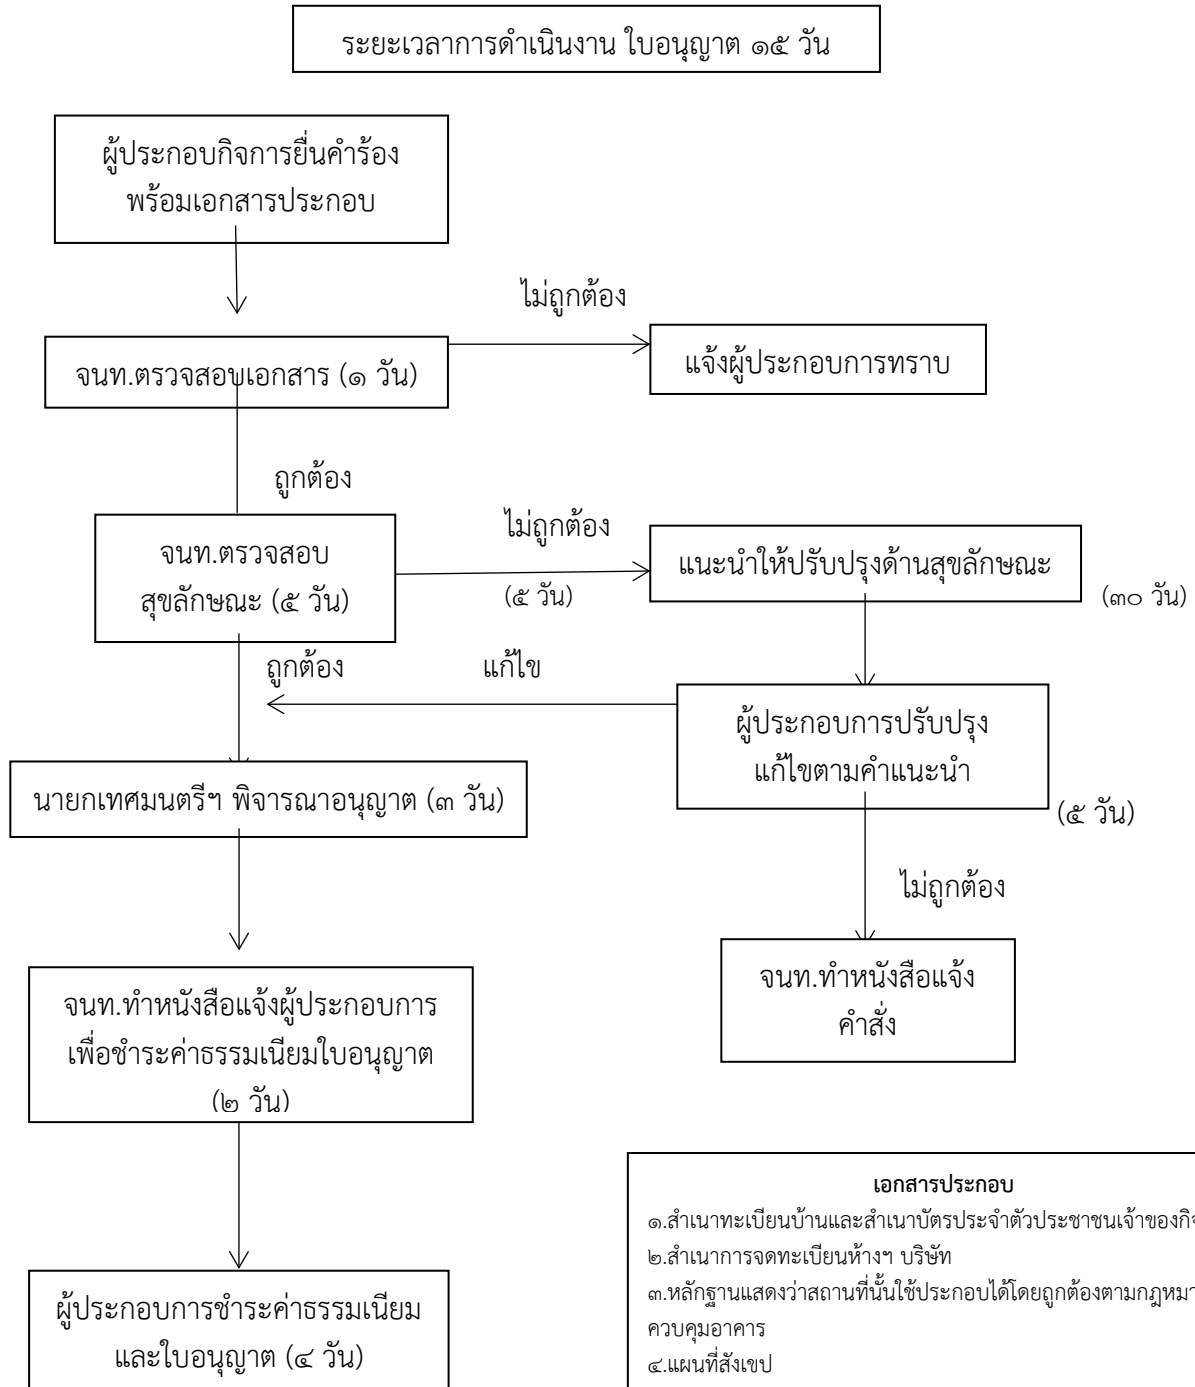 ระยะเวลาการดำเนินงาน ใบอนุญาต ๑๕ วัน
ผู้ประกอบกิจการยื่นคำร้อง
พร้อมเอกสารประกอบ
ไม่ถูกต้อง
จนท.ตรวจสอบเอกสาร (๑ วัน)
แจ้งผู้ประกอบการทราบ
ถูกต้อง
จนท.ตรวจสอบ
สุขลักษณะ (๕ วัน)
ไม่ถูกต้อง
(๕ วัน)
แนะนำให้ปรับปรุงด้านสุขลักษณะ
(๓๐ วัน)
ถูกต้อง
แก้ไข
ผู้ประกอบการปรับปรุง
แก้ไขตามคำแนะนำ
(๕ วัน)
นายกเทศมนตรีฯ พิจารณาอนุญาต (๓ วัน)
ไม่ถูกต้อง
จนท.ทำหนังสือแจ้ง
คำสั่ง
จนท.ทำหนังสือแจ้งผู้ประกอบการ
เพื่อชำระค่าธรรมเนียมใบอนุญาต
(๒ วัน)
ผู้ประกอบการชำระค่าธรรมเนียม
และใบอนุญาต (๔ วัน)
เอกสารประกอบ
๑.สำเนาทะเบียนบ้านและสำเนาบัตรประจำตัวประชาชนเจ้าของกิจ
๒.สำเนาการจดทะเบียนห้างฯ บริษัท
๓.หลักฐานแสดงว่าสถานที่นั้นใช้ประกอบได้โดยถูกต้องตามกฎหมา
ควบคุมอาคาร
๔.แผนที่สังเขป